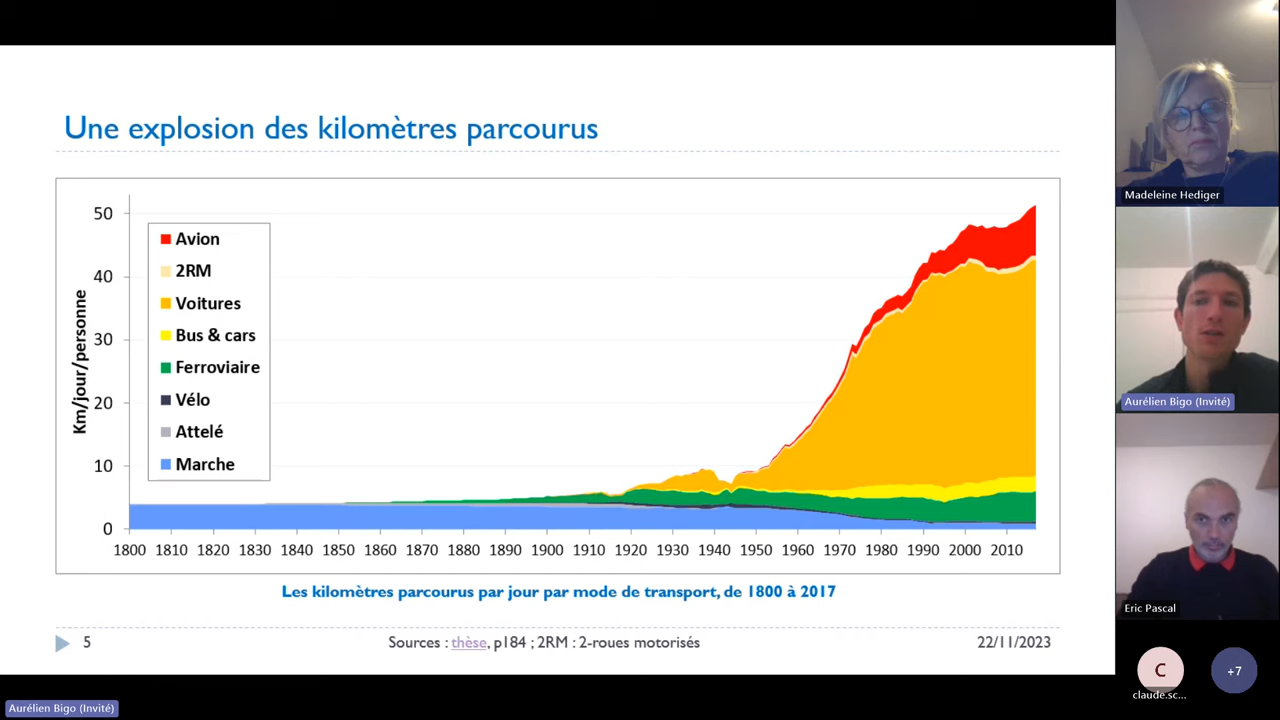 Une explosion des kilomètres parcourus
Km/jour/personne
50
40
30
20
10
0
Avion
2RM
Voitures
Bus & cars
Ferroviaire
Vélo
Attelé
Marche
1800 1810 1820 1830 1840 1850 1860 1870 1880 1890 1900 1910 1920 1930 1940 1950 1960 1970 1980 1990 2000 2010
Les kilomètres parcourus par jour par mode de transport, de 1800 à 2017
5 Sources : thèse, p184 ; 2RM : 2-roues motorisés 22/11/2023
Aurélien Bigo (Invité)
Madeleine Hediger
Aurélien Bigo (Invité)
Eric Pascal
C
claude.sc...
+7